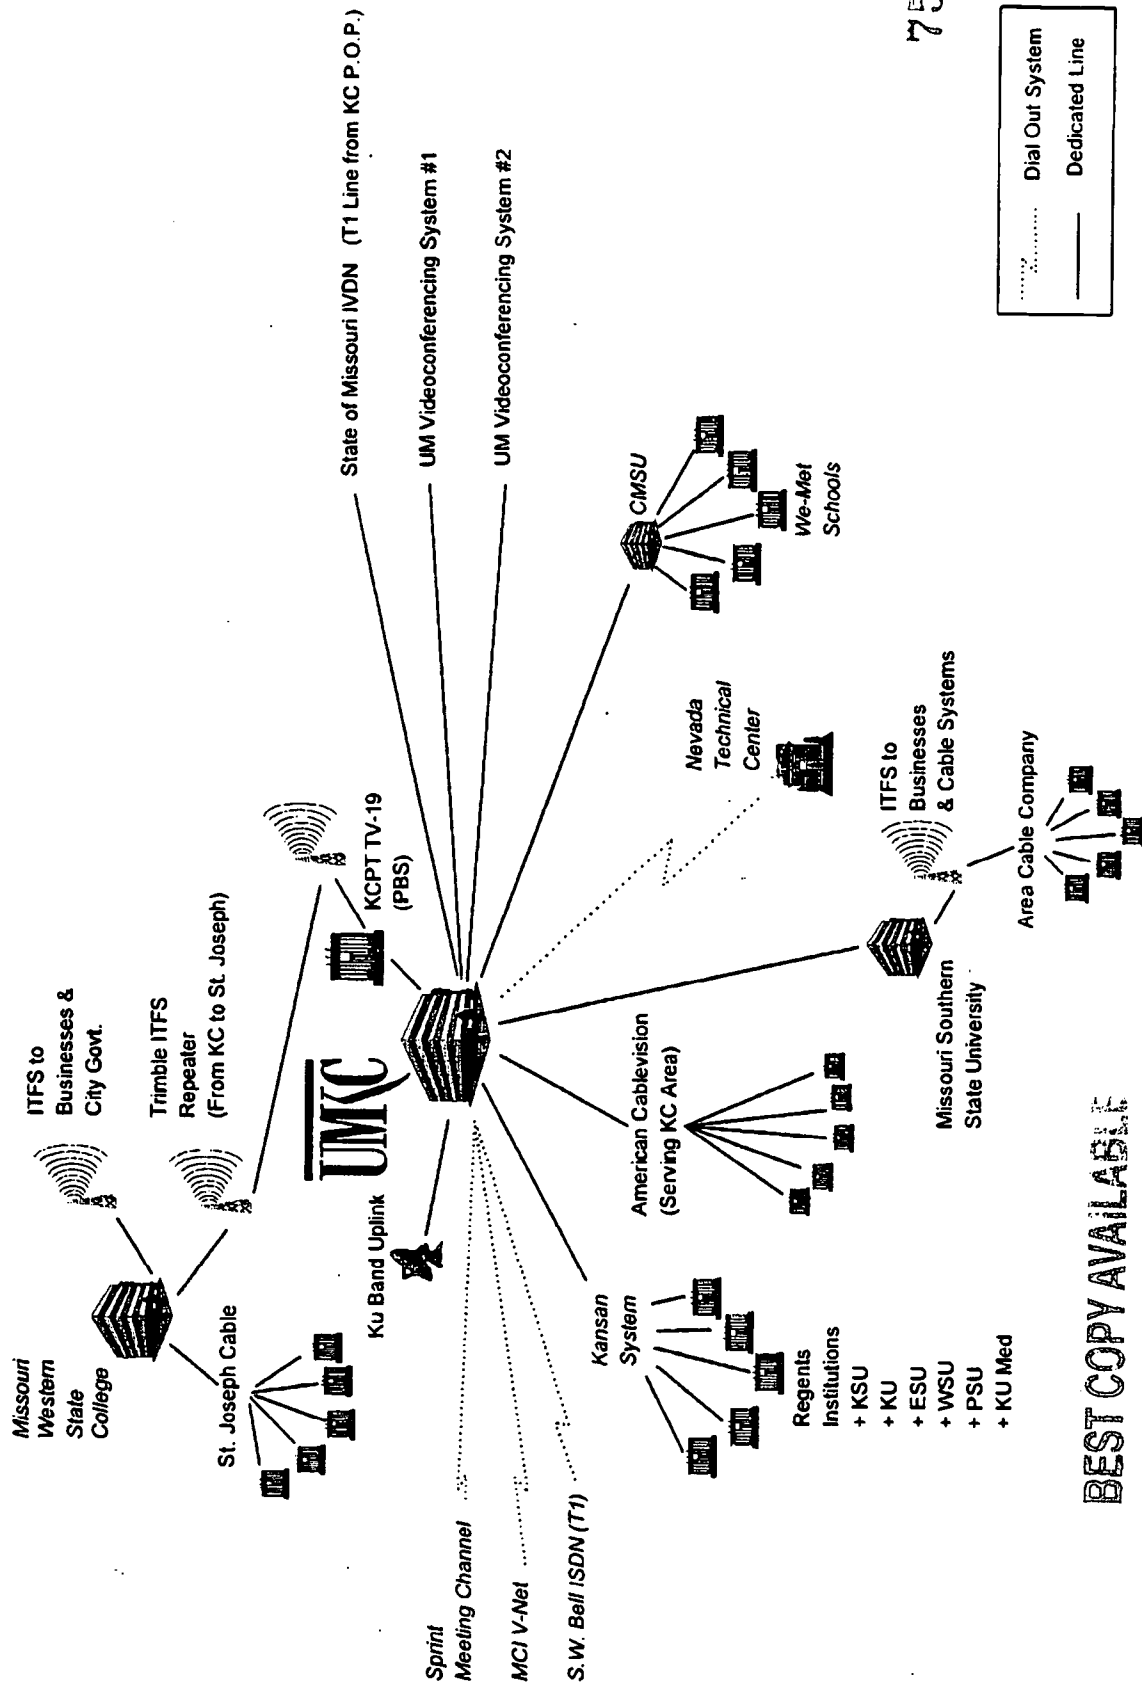 Missouri
Western
State
College
ITFS to
Businesses &
City Govt.
Trimble ITFS
Repeater
(From KC to St. Joseph)
St. Joseph Cable
Ku Band Uplink
UMKC
KCPT TV-19
(PBS)
State of Missouri IVDN (T1 Line from KC P.O.P.)
UM Videoconferencing System #1
UM Videoconferencing System #2
Sprint
Meeting Channel
MCI V-Net
S.W. Bell ISDN (T1)
Kansan
System
Regents
Institutions
+ KSU
+ KU
+ ESU
+ WSU
+ PSU
+ KU Med
American Cablevision
(Serving KC Area)
Nevada
Technical
Center
CMSU
We-Met
Schools
Missouri Southern
State University
ITFS to
Businesses
& Cable Systems
Area Cable Company
Dial Out System
Dedicated Line
BEST COPY AVAILABLE